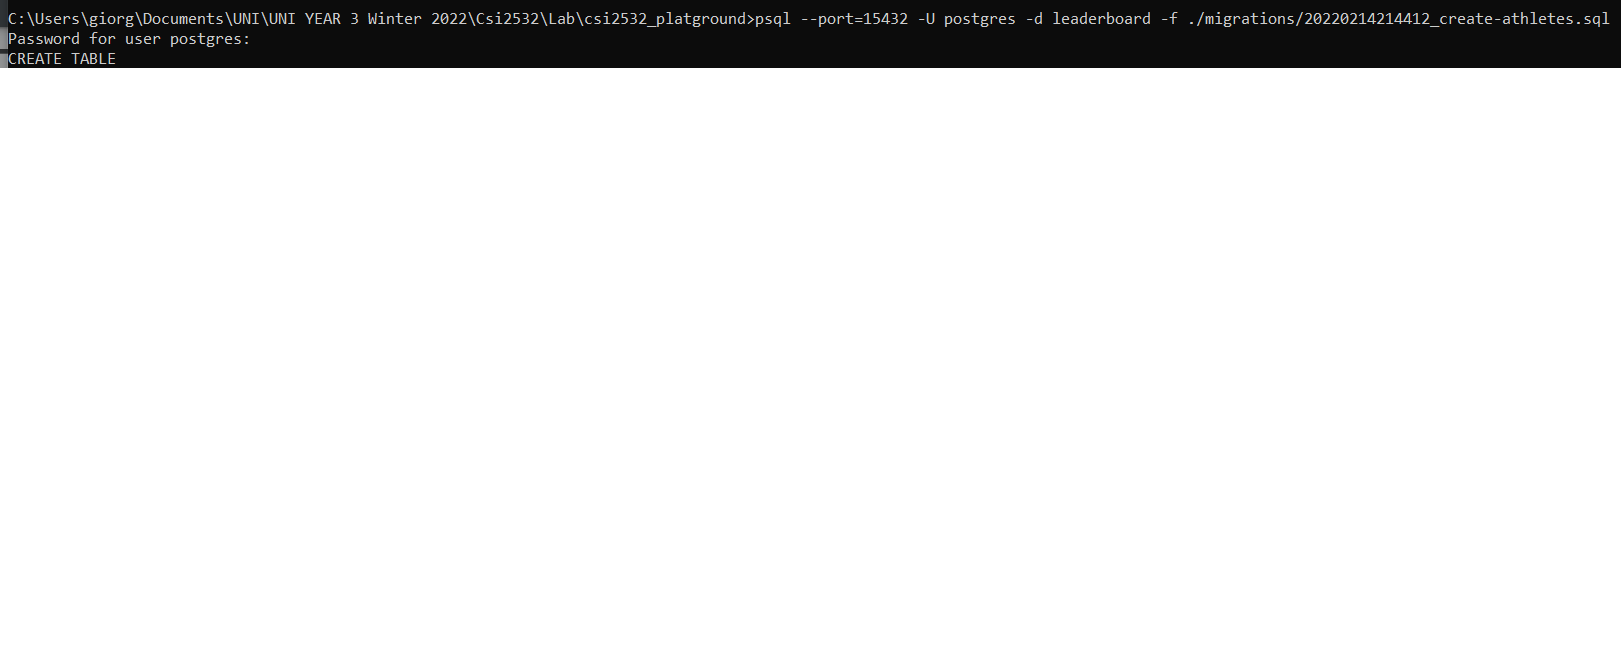 C:\Users\giorg\Documents\UNI\UNI YEAR 3 Winter 2022\Csi2532\Lab\csi2532_platground>psql --port=15432 -U postgres -d leaderboard -f ./migrations/20220214214412_create-athletes.sql
Password for user postgres:
CREATE TABLE